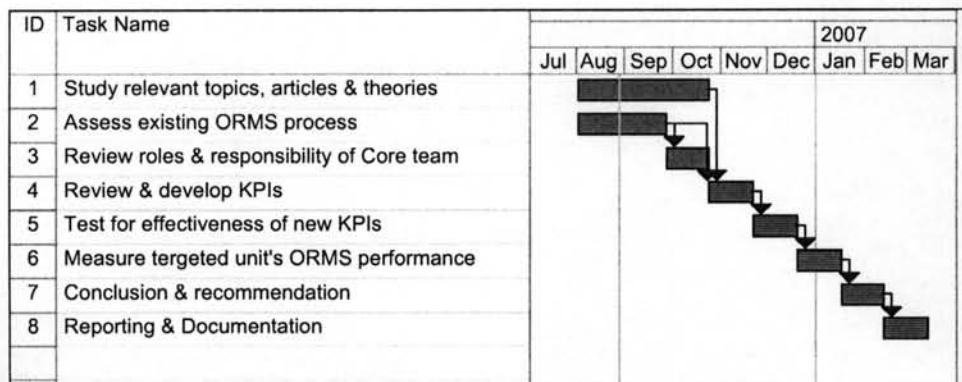 ID Task Name
2007
Jul Aug Sep Oct Nov Dec Jan Feb Mar
1 Study relevant topics, articles & theories
2 Assess existing ORMS process
3 Review roles & responsibility of Core team
4 Review & develop KPIs
5 Test for effectiveness of new KPIs
6 Measure tergeted unit's ORMS performance
7 Conclusion & recommendation
8 Reporting & Documentation